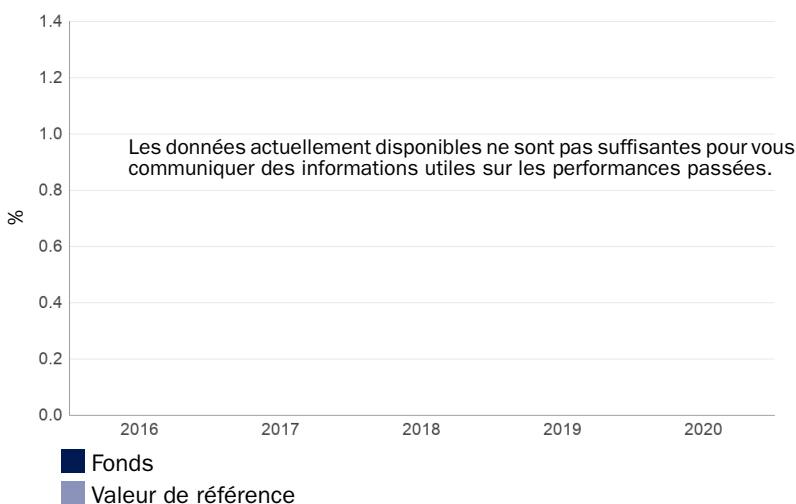 1.4
1.2
1.0
Les données actuellement disponibles ne sont pas suffisantes pour vous
communiquer des informations utiles sur les performances passées.
0.8
%
0.6
0.4
0.2
0.0
2016 2017 2018 2019 2020
Fonds
Valeur de référence